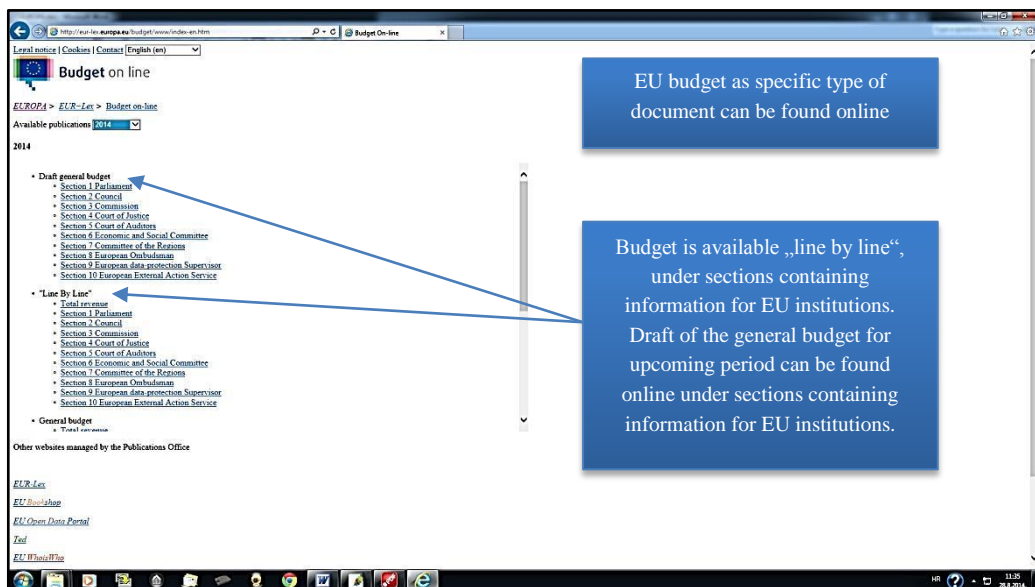 http://eur-lex.europa.eu/budget/www/index-en.htm
Budget On-line
Legal notice | Cookies | Contact English (en)
Budget on line
EUROPA > EUR-Lex > Budget on-line
Available publications 2014
2014
Draft general budget
Section 1 Parliament
Section 2 Council
Section 3 Commission
Section 4 Court of Justice
Section 5 Court of Auditors
Section 6 Economic and Social Committee
Section 7 Committee of the Regions
Section 8 European Ombudsman
Section 9 European data-protection Supervisor
Section 10 European External Action Service
"Line By Line"
Total revenue
Section 1 Parliament
Section 2 Council
Section 3 Commission
Section 4 Court of Justice
Section 5 Court of Auditors
Section 6 Economic and Social Committee
Section 7 Committee of the Regions
Section 8 European Ombudsman
Section 9 European data-protection Supervisor
Section 10 European External Action Service
General budget
Total revenue
Other websites managed by the Publications Office
EUR-Lex
EU Bookshop
EU Open Data Portal
Ted
EU WhoisWho
EU budget as specific type of
document can be found online
Budget is available „line by line“,
under sections containing
information for EU institutions.
Draft of the general budget for
upcoming period can be found
online under sections containing
information for EU institutions.
HR
11:35
28.8.2014